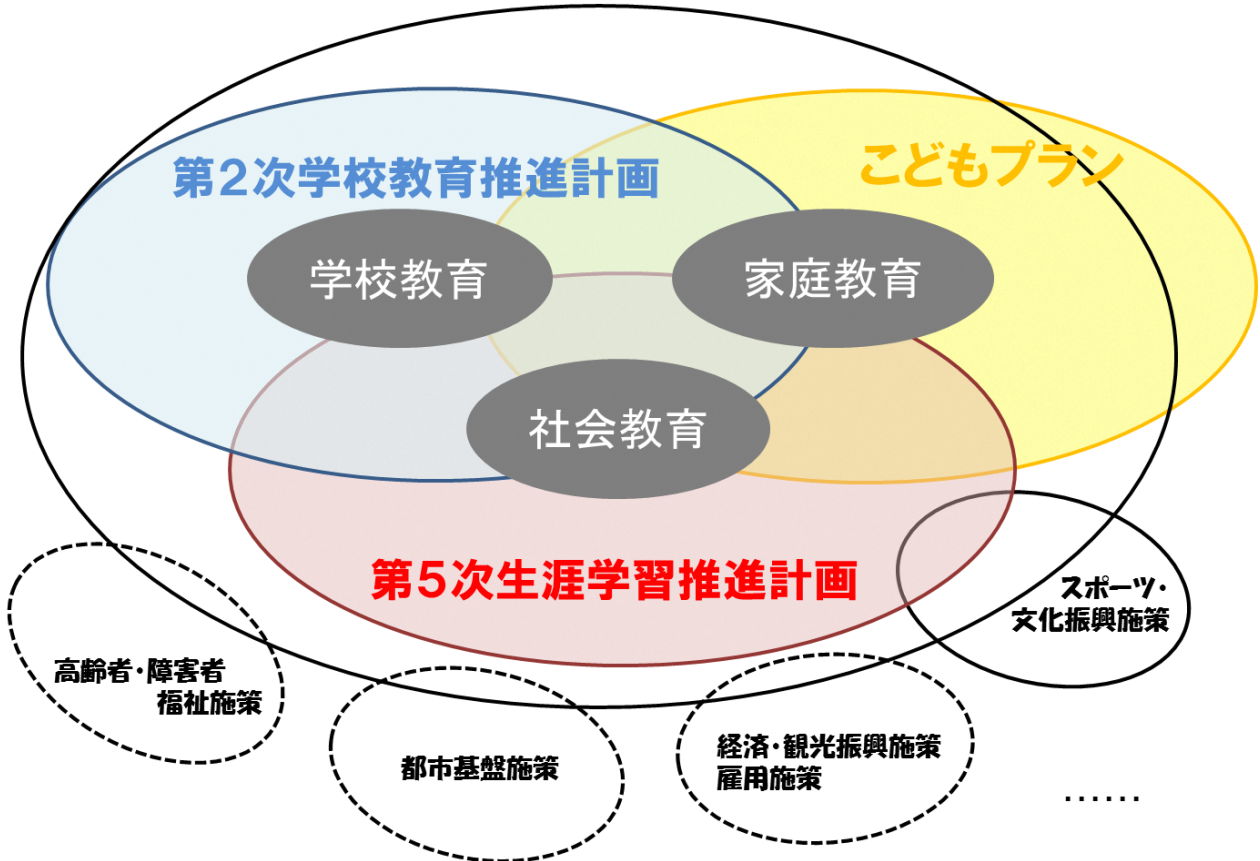 第2次学校教育推進計画
こどもプラン
学校教育
家庭教育
社会教育
第5次生涯学習推進計画
スポーツ・
文化振興施策
高齢者・障害者
福祉施策
都市基盤施策
経済・観光振興施策
雇用施策
……